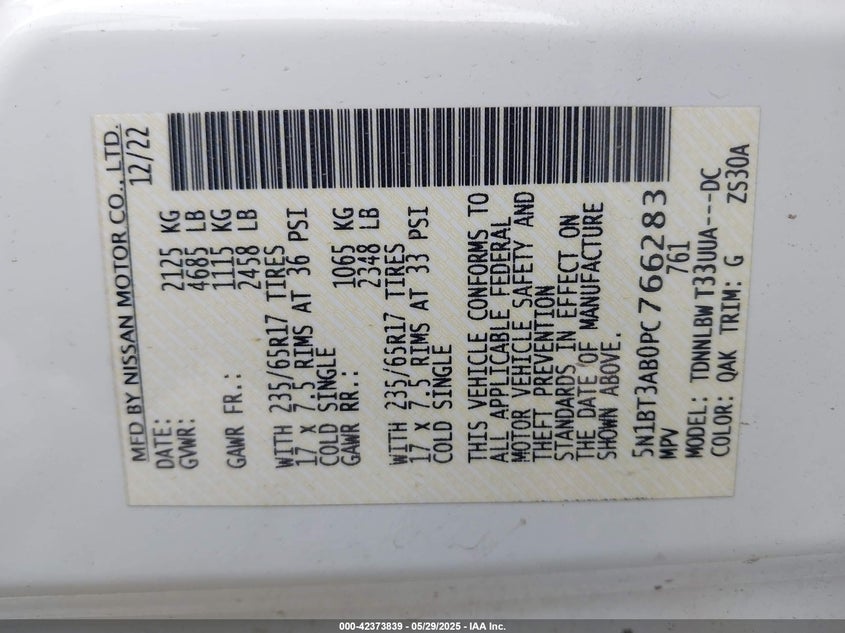 MFD BY NISSAN MOTOR CO., LTD.
DATE: 12/22
GVWR: 2125 KG
4685 LB
GAWR FR.: 1115 KG
2458 LB
WITH 235/65R17 TIRES
17 X 7.5 RIMS AT 36 PSI
COLD SINGLE
GAWR RR.: 1065 KG
2348 LB
WITH 235/65R17 TIRES
17 X 7.5 RIMS AT 33 PSI
COLD SINGLE
THIS VEHICLE CONFORMS TO
ALL APPLICABLE FEDERAL
MOTOR VEHICLE SAFETY AND
THEFT PREVENTION
STANDARDS IN EFFECT ON
THE DATE OF MANUFACTURE
SHOWN ABOVE.
5N1BT3AB0PC766283
MPV 761
MODEL: TDNNLBW T33UUA---DC
COLOR: QAK TRIM: G ZS30A
000-42373839 - 05/29/2025 - IAA Inc.